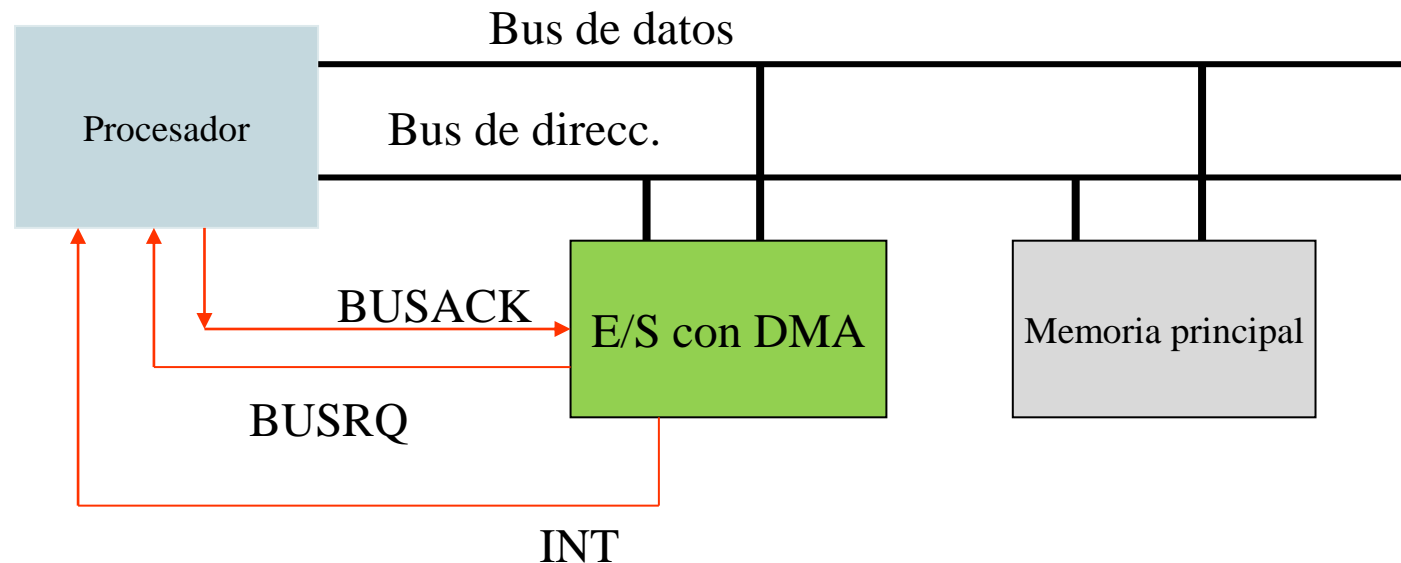 Bus de datos
Procesador
Bus de direcc.
BUSACK
E/S con DMA
Memoria principal
BUSRQ
INT